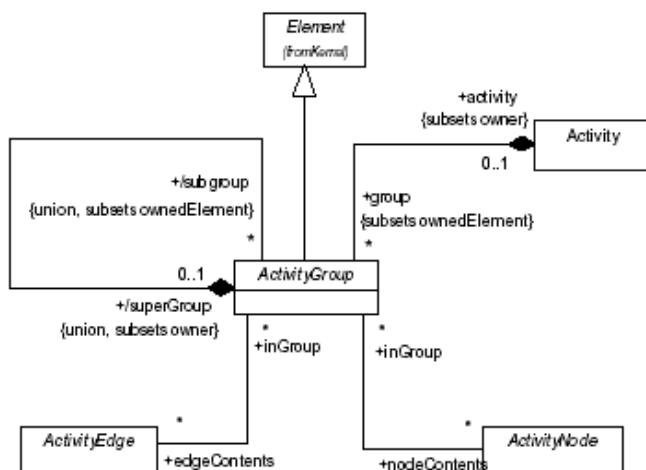 Element
(fromKernel)
+activity
{subsets owner}
Activity
0..1
+/subgroup
{union, subsets ownedElement}
*
+group
{subsets ownedElement}
*
0..1
ActivityGroup
+/superGroup
{union, subsets owner}
*
+inGroup
*
+inGroup
*
ActivityEdge
+edgeContents
*
ActivityNode
+nodeContents